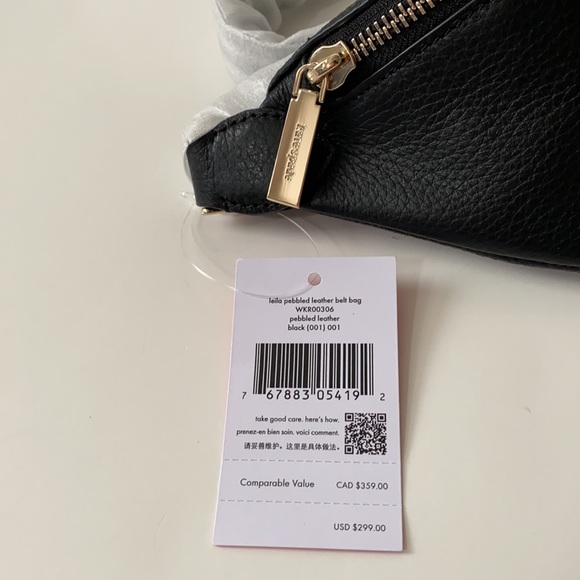 kate spade
leila pebbled leather belt bag
WKR00306
pebbled leather
black (001) 001
7 67883 05419 2
take good care. here's how.
prenez-en bien soin. voici comment.
请妥善维护。这里是具体做法。
Comparable Value CAD $359.00
USD $299.00